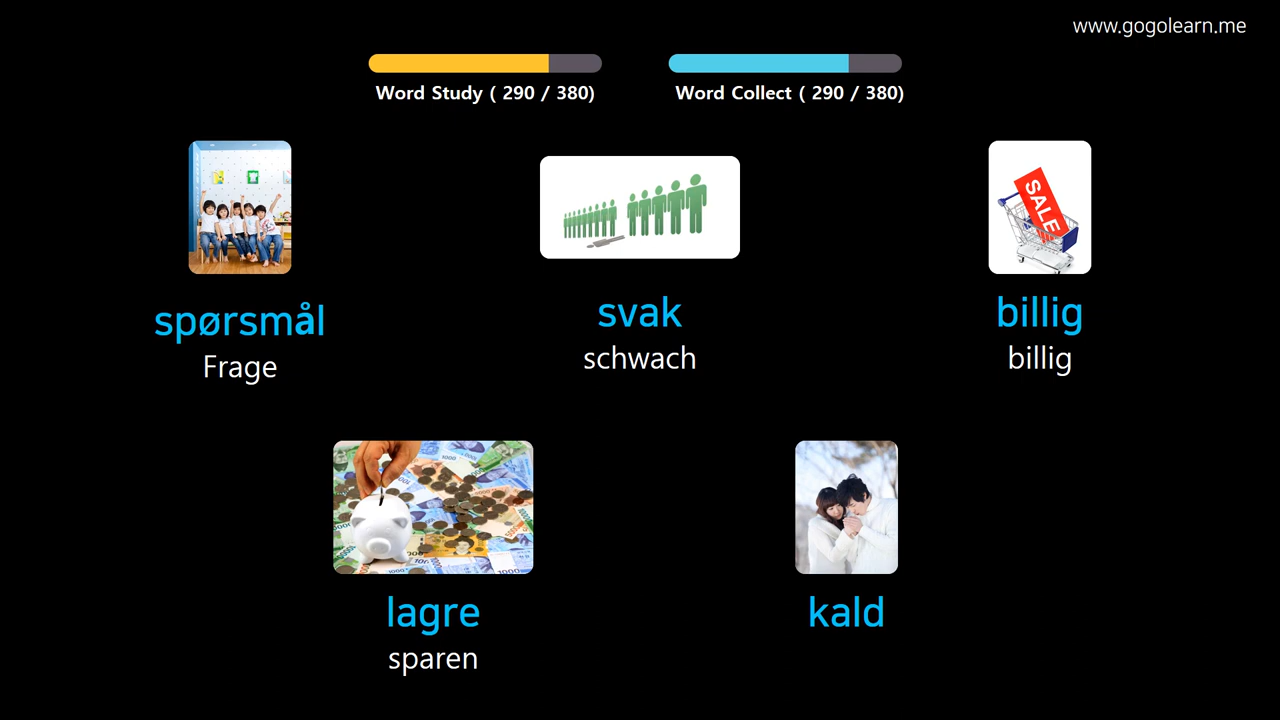 www.gogolearn.me
Word Study ( 290 / 380)
Word Collect ( 290 / 380)
SALE
spørsmål
Frage
svak
schwach
billig
billig
lagre
sparen
kald